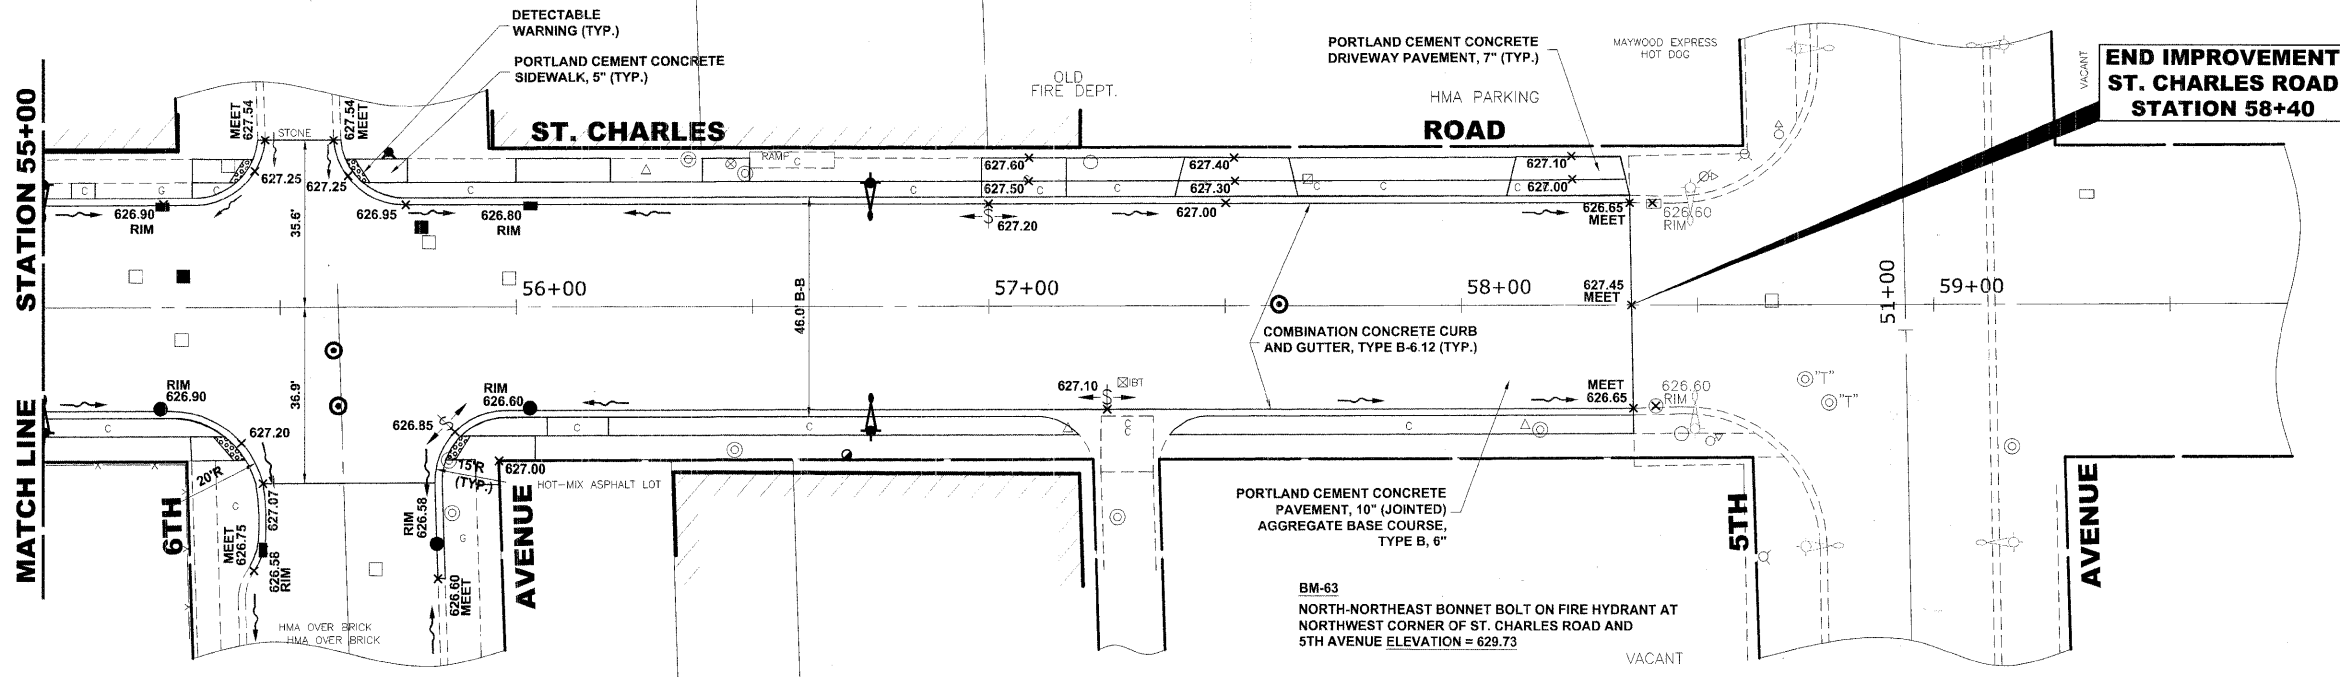 DETECTABLE
WARNING (TYP.)
PORTLAND CEMENT CONCRETE
SIDEWALK, 5" (TYP.)
OLD
FIRE DEPT.
PORTLAND CEMENT CONCRETE
DRIVEWAY PAVEMENT, 7" (TYP.)
HMA PARKING
MAYWOOD EXPRESS
HOT DOG
VACANT
END IMPROVEMENT
ST. CHARLES ROAD
STATION 58+40
MATCH LINE STATION 55+00
MEET
627.54
627.54
MEET
STONE
ST. CHARLES
ROAD
RAMP
C
627.25
627.25
627.60
627.40
627.10
C
G
C
C
C
627.50
C
627.30
C
C
C
627.00
626.90
RIM
626.95
626.80
RIM
S
627.20
627.00
626.65
MEET
626.60
RIM
35.6'
56+00
57+00
58+00
627.45
MEET
51+00
59+00
46.0' B-B
COMBINATION CONCRETE CURB
AND GUTTER, TYPE B-6.12 (TYP.)
36.9'
RIM
626.90
RIM
626.60
627.10
S
IBT
MEET
626.65
626.60
RIM
"T"
"T"
C
627.20
626.85
S
C
C
C
C
C
20'R
15'R
(TYP.)
627.00
HOT-MIX ASPHALT LOT
6TH
AVENUE
C
627.07
MEET
626.75
626.58
RIM
RIM
626.58
G
626.60
MEET
HMA OVER BRICK
HMA OVER BRICK
PORTLAND CEMENT CONCRETE
PAVEMENT, 10" (JOINTED)
AGGREGATE BASE COURSE,
TYPE B, 6"
5TH
AVENUE
BM-63
NORTH-NORTHEAST BONNET BOLT ON FIRE HYDRANT AT
NORTHWEST CORNER OF ST. CHARLES ROAD AND
5TH AVENUE ELEVATION = 629.73
VACANT